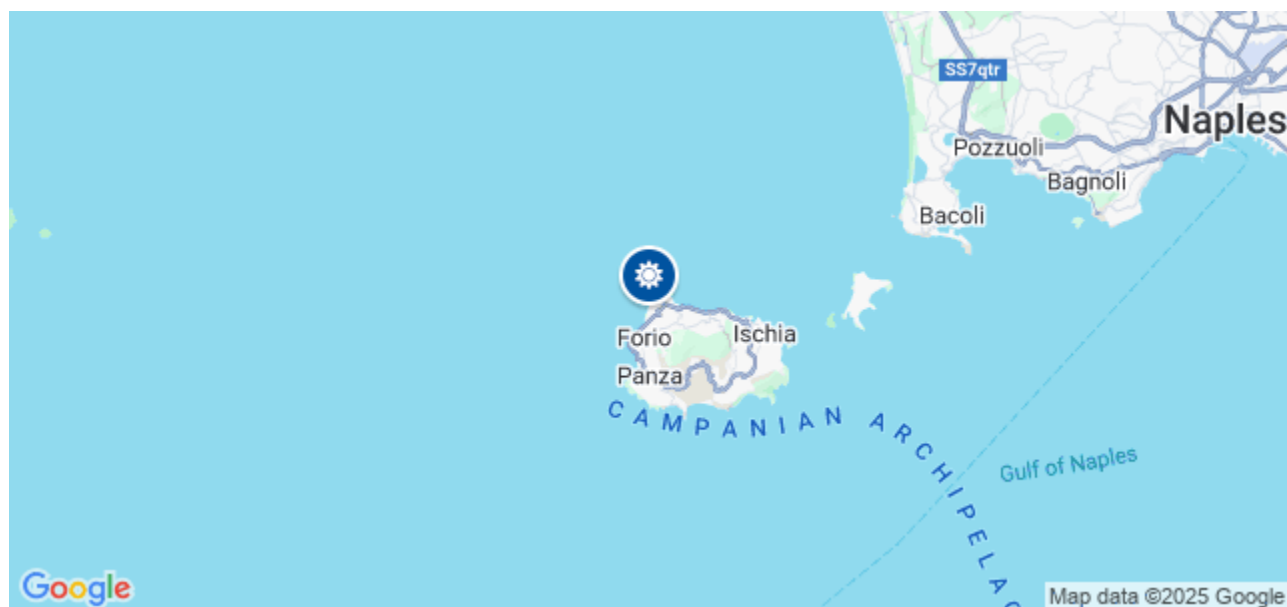 SS7qtr
Naples
Pozzuoli
Bagnoli
Bacoli
Forio
Ischia
Panza
CAMPANIAN ARCHIPELAG
Gulf of Naples
Google
Map data ©2025 Google